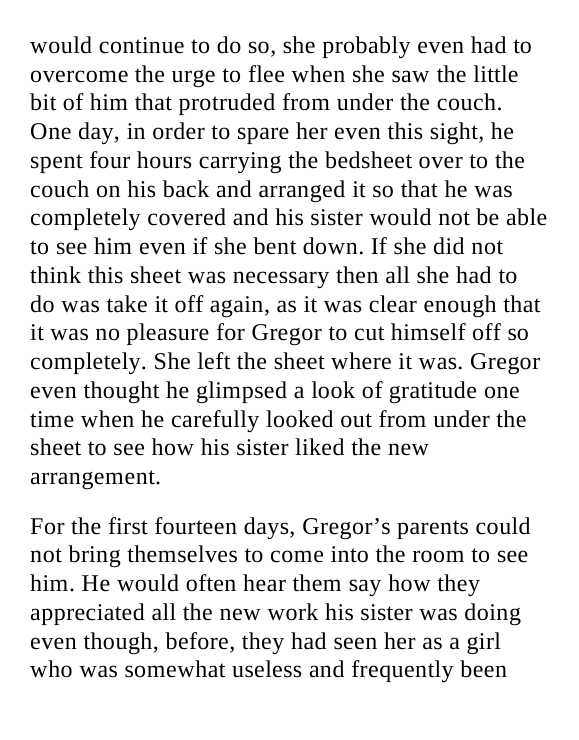 would continue to do so, she probably even had to
overcome the urge to flee when she saw the little
bit of him that protruded from under the couch.
One day, in order to spare her even this sight, he
spent four hours carrying the bedsheet over to the
couch on his back and arranged it so that he was
completely covered and his sister would not be able
to see him even if she bent down. If she did not
think this sheet was necessary then all she had to
do was take it off again, as it was clear enough that
it was no pleasure for Gregor to cut himself off so
completely. She left the sheet where it was. Gregor
even thought he glimpsed a look of gratitude one
time when he carefully looked out from under the
sheet to see how his sister liked the new
arrangement.
For the first fourteen days, Gregor’s parents could
not bring themselves to come into the room to see
him. He would often hear them say how they
appreciated all the new work his sister was doing
even though, before, they had seen her as a girl
who was somewhat useless and frequently been